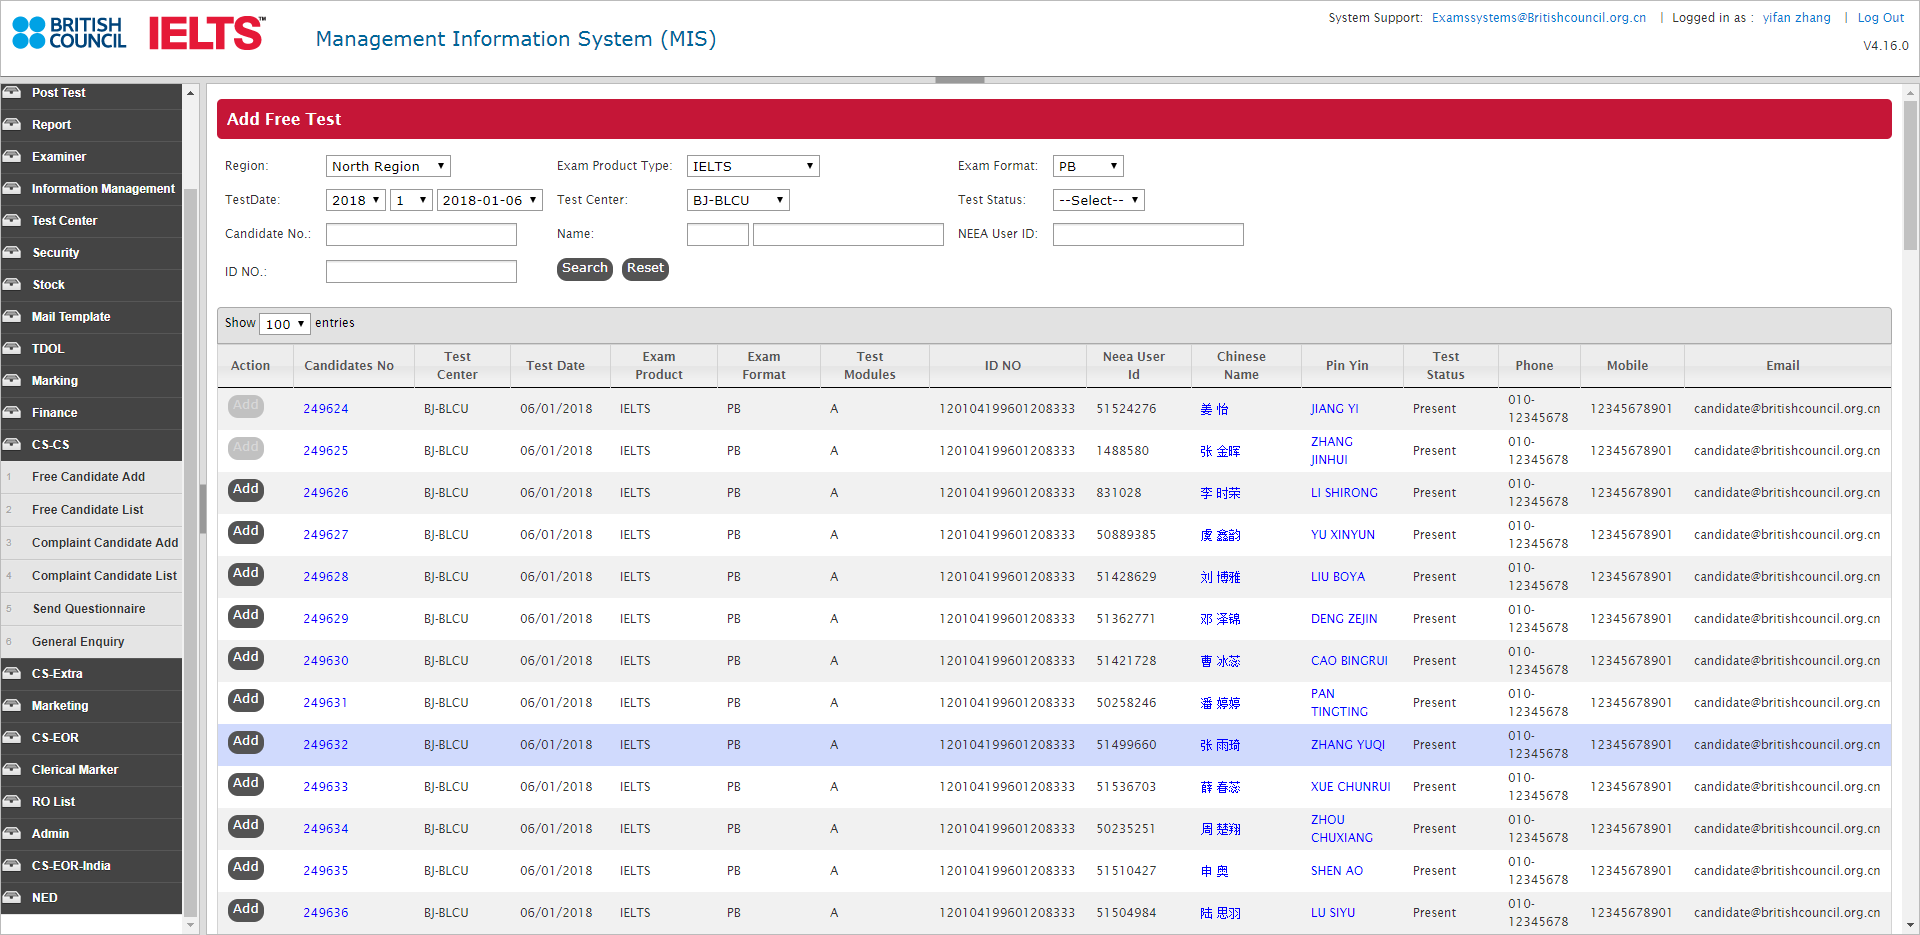 BRITISH COUNCIL IELTS™
Management Information System (MIS)
System Support: Examssystems@Britishcouncil.org.cn | Logged in as : yifan zhang | Log Out
V4.16.0
Post Test
Report
Examiner
Information Management
Test Center
Security
Stock
Mail Template
TDOL
Marking
Finance
CS-CS
1 Free Candidate Add
2 Free Candidate List
3 Complaint Candidate Add
4 Complaint Candidate List
5 Send Questionnaire
6 General Enquiry
CS-Extra
Marketing
CS-EOR
Clerical Marker
RO List
Admin
CS-EOR-India
NED
Add Free Test
Region: North Region Exam Product Type: IELTS Exam Format: PB
TestDate: 2018 1 2018-01-06 Test Center: BJ-BLCU Test Status: --Select--
Candidate No.: Name: NEEA User ID:
ID NO.: Search Reset
Show 100 entries
Action Candidates No Test Center Test Date Exam Product Exam Format Test Modules ID NO Neea User Id Chinese Name Pin Yin Test Status Phone Mobile Email
Add 249624 BJ-BLCU 06/01/2018 IELTS PB A 120104199601208333 51524276 姜 怡 JIANG YI Present 010-12345678 12345678901 candidate@britishcouncil.org.cn
Add 249625 BJ-BLCU 06/01/2018 IELTS PB A 120104199601208333 1488580 张 金晖 ZHANG JINHUI Present 010-12345678 12345678901 candidate@britishcouncil.org.cn
Add 249626 BJ-BLCU 06/01/2018 IELTS PB A 120104199601208333 831028 李 时荣 LI SHIRONG Present 010-12345678 12345678901 candidate@britishcouncil.org.cn
Add 249627 BJ-BLCU 06/01/2018 IELTS PB A 120104199601208333 50889385 虞 鑫韵 YU XINYUN Present 010-12345678 12345678901 candidate@britishcouncil.org.cn
Add 249628 BJ-BLCU 06/01/2018 IELTS PB A 120104199601208333 51428629 刘 博雅 LIU BOYA Present 010-12345678 12345678901 candidate@britishcouncil.org.cn
Add 249629 BJ-BLCU 06/01/2018 IELTS PB A 120104199601208333 51362771 邓 泽锦 DENG ZEJIN Present 010-12345678 12345678901 candidate@britishcouncil.org.cn
Add 249630 BJ-BLCU 06/01/2018 IELTS PB A 120104199601208333 51421728 曹 冰蕊 CAO BINGRUI Present 010-12345678 12345678901 candidate@britishcouncil.org.cn
Add 249631 BJ-BLCU 06/01/2018 IELTS PB A 120104199601208333 50258246 潘 婷婷 PAN TINGTING Present 010-12345678 12345678901 candidate@britishcouncil.org.cn
Add 249632 BJ-BLCU 06/01/2018 IELTS PB A 120104199601208333 51499660 张 雨琦 ZHANG YUQI Present 010-12345678 12345678901 candidate@britishcouncil.org.cn
Add 249633 BJ-BLCU 06/01/2018 IELTS PB A 120104199601208333 51536703 薛 春蕊 XUE CHUNRUI Present 010-12345678 12345678901 candidate@britishcouncil.org.cn
Add 249634 BJ-BLCU 06/01/2018 IELTS PB A 120104199601208333 50235251 周 楚翔 ZHOU CHUXIANG Present 010-12345678 12345678901 candidate@britishcouncil.org.cn
Add 249635 BJ-BLCU 06/01/2018 IELTS PB A 120104199601208333 51510427 申 奥 SHEN AO Present 010-12345678 12345678901 candidate@britishcouncil.org.cn
Add 249636 BJ-BLCU 06/01/2018 IELTS PB A 120104199601208333 51504984 陆 思羽 LU SIYU Present 010-12345678 12345678901 candidate@britishcouncil.org.cn